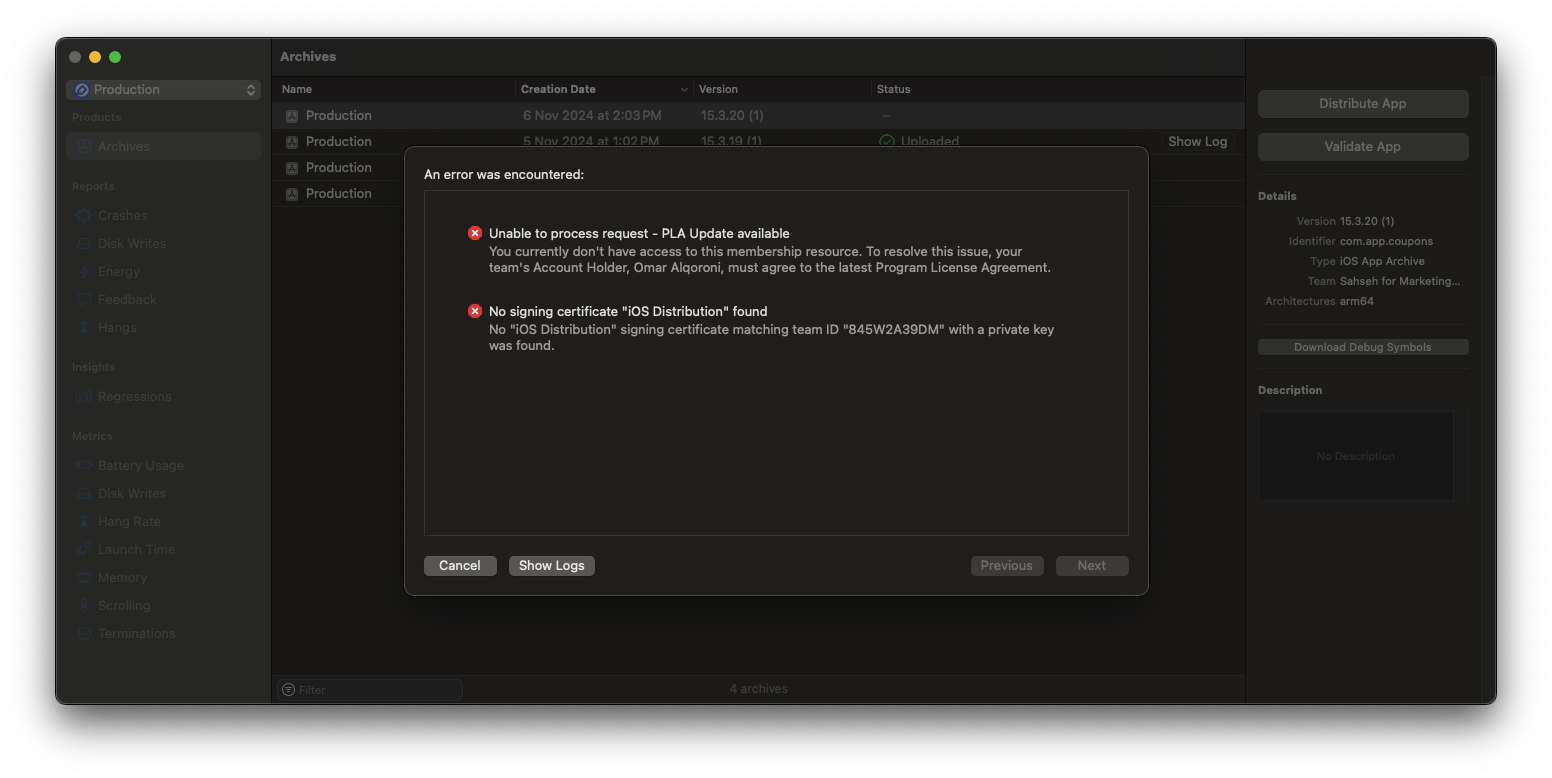 Archives
Production
Name Creation Date Version Status
Products
Production 6 Nov 2024 at 2:03 PM 15.3.20 (1) –
Distribute App
Archives
Production 5 Nov 2024 at 1:02 PM 15.3.19 (1) Uploaded Show Log
Validate App
Production
Production
Reports
Crashes
Disk Writes
Energy
Feedback
Hangs
Insights
Regressions
Metrics
Battery Usage
Disk Writes
Hang Rate
Launch Time
Memory
Scrolling
Terminations
An error was encountered:
Unable to process request - PLA Update available
You currently don't have access to this membership resource. To resolve this issue, your
team's Account Holder, Omar Alqoroni, must agree to the latest Program License Agreement.
No signing certificate "iOS Distribution" found
No "iOS Distribution" signing certificate matching team ID "845W2A39DM" with a private key
was found.
Cancel Show Logs Previous Next
Details
Version 15.3.20 (1)
Identifier com.app.coupons
Type iOS App Archive
Team Sahseh for Marketing...
Architectures arm64
Download Debug Symbols
Description
No Description
Filter
4 archives